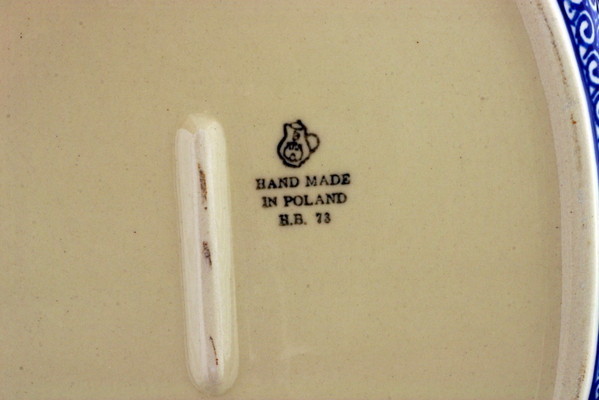 HAND MADE
IN POLAND
H.B. 73